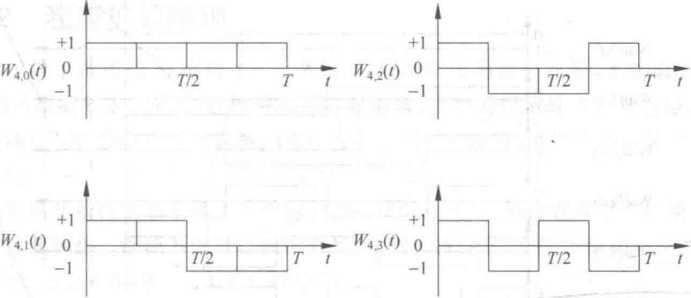 +1
W4,0(t) 0
T/2 T t
+1
W4,2(t) 0
−1
T/2 T t
+1
W4,1(t) 0
−1
T/2 T t
+1
W4,3(t) 0
−1
T/2 T t